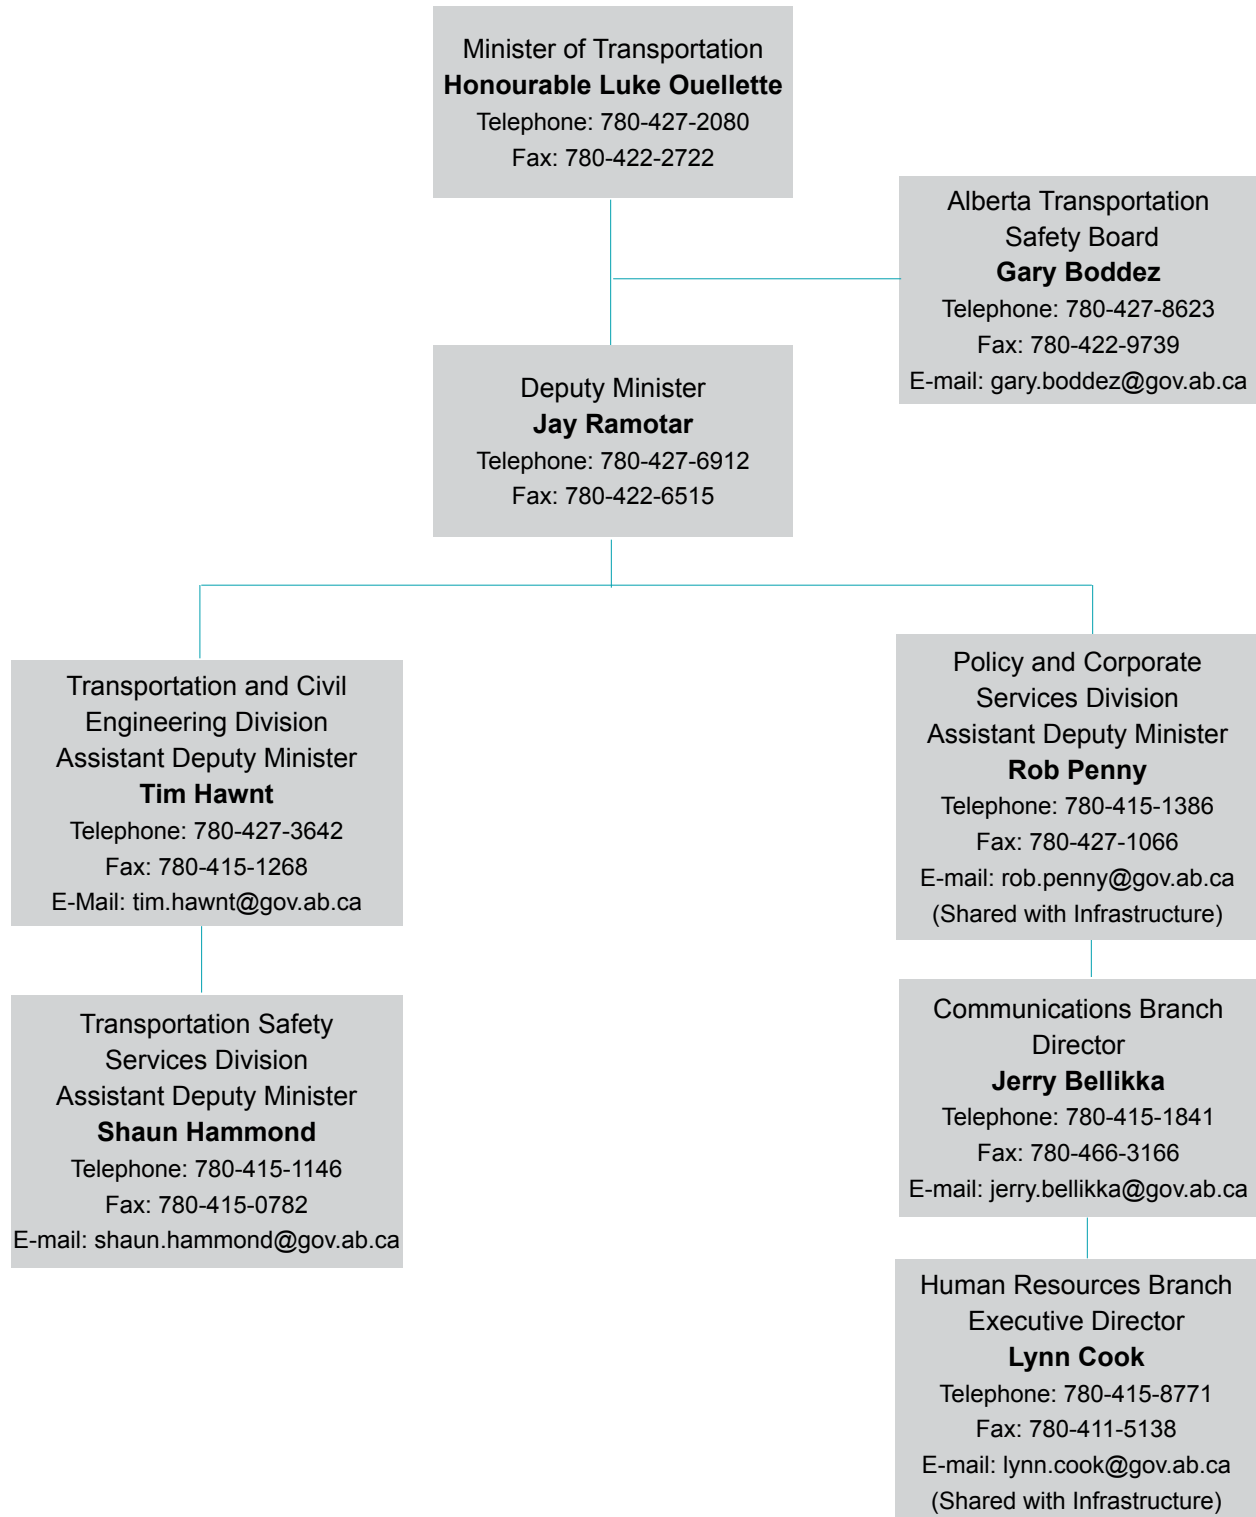 Minister of Transportation
Honourable Luke Ouellette
Telephone: 780-427-2080
Fax: 780-422-2722
Alberta Transportation
Safety Board
Gary Boddez
Telephone: 780-427-8623
Fax: 780-422-9739
E-mail: gary.boddez@gov.ab.ca
Deputy Minister
Jay Ramotar
Telephone: 780-427-6912
Fax: 780-422-6515
Transportation and Civil
Engineering Division
Assistant Deputy Minister
Tim Hawnt
Telephone: 780-427-3642
Fax: 780-415-1268
E-Mail: tim.hawnt@gov.ab.ca
Transportation Safety
Services Division
Assistant Deputy Minister
Shaun Hammond
Telephone: 780-415-1146
Fax: 780-415-0782
E-mail: shaun.hammond@gov.ab.ca
Policy and Corporate
Services Division
Assistant Deputy Minister
Rob Penny
Telephone: 780-415-1386
Fax: 780-427-1066
E-mail: rob.penny@gov.ab.ca
(Shared with Infrastructure)
Communications Branch
Director
Jerry Bellikka
Telephone: 780-415-1841
Fax: 780-466-3166
E-mail: jerry.bellikka@gov.ab.ca
Human Resources Branch
Executive Director
Lynn Cook
Telephone: 780-415-8771
Fax: 780-411-5138
E-mail: lynn.cook@gov.ab.ca
(Shared with Infrastructure)